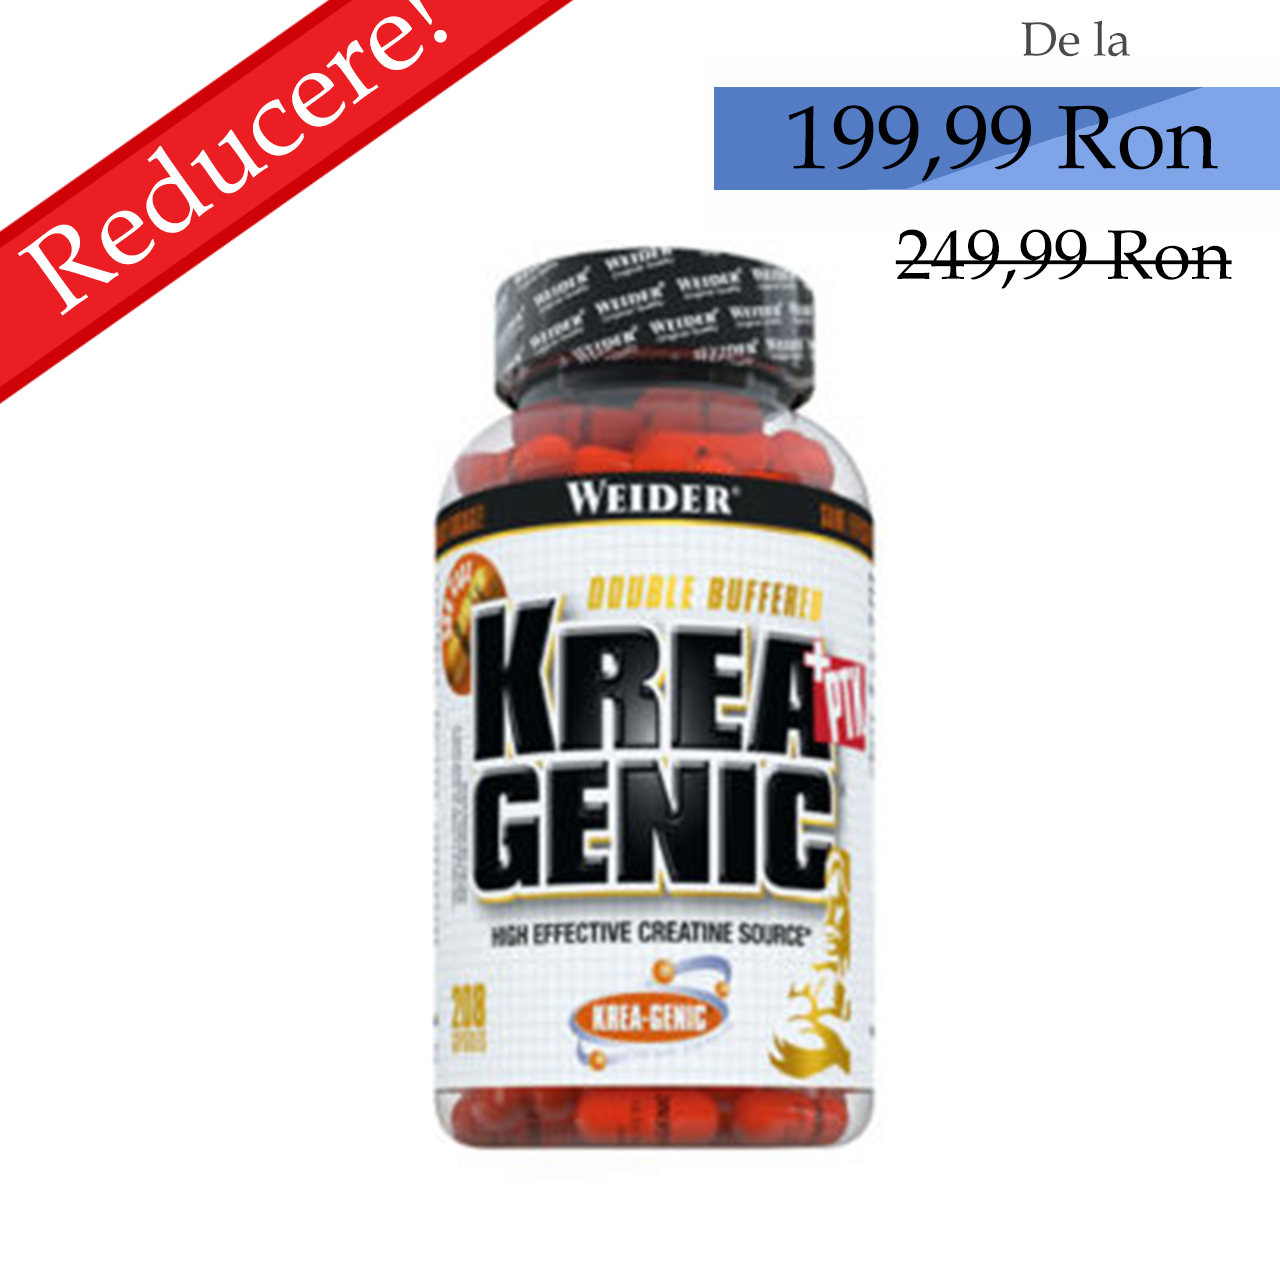 Reducere!
De la
199,99 Ron
249,99 Ron
WEIDER®
DOUBLE BUFFERED
KREA
+PTK
GENIC
HIGH EFFECTIVE CREATINE SOURCE*
208
CAPSULES
KREA-GENIC